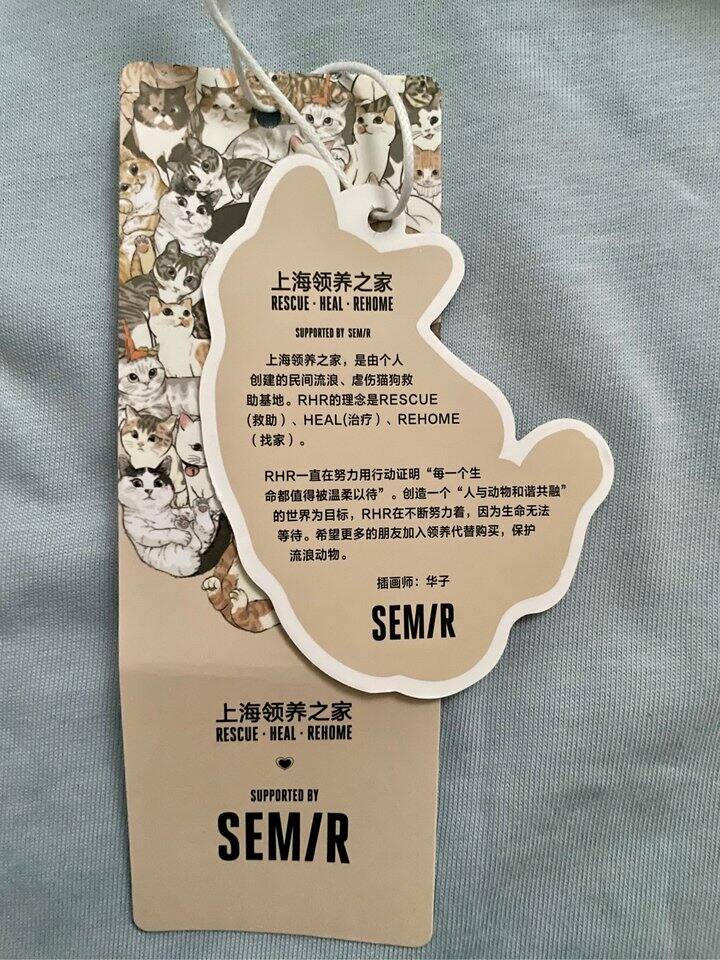 上海领养之家
RESCUE · HEAL · REHOME
SUPPORTED BY SEM/R
上海领养之家，是由个人
创建的民间流浪、虐伤猫狗救
助基地。RHR的理念是RESCUE
(救助）、HEAL(治疗）、REHOME
（找家）。
RHR一直在努力用行动证明“每一个生
命都值得被温柔以待”。创造一个“人与动物和谐共融”
的世界为目标，RHR在不断努力着，因为生命无法
等待。希望更多的朋友加入领养代替购买，保护
流浪动物。
插画师：华子
SEM/R
上海领养之家
RESCUE · HEAL · REHOME
SUPPORTED BY
SEM/R